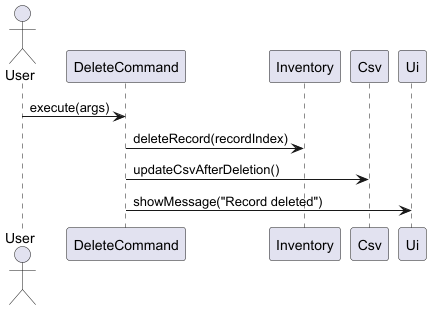 User
DeleteCommand
Inventory
Csv
Ui
execute(args)
deleteRecord(recordIndex)
updateCsvAfterDeletion()
showMessage("Record deleted")
User
DeleteCommand
Inventory
Csv
Ui